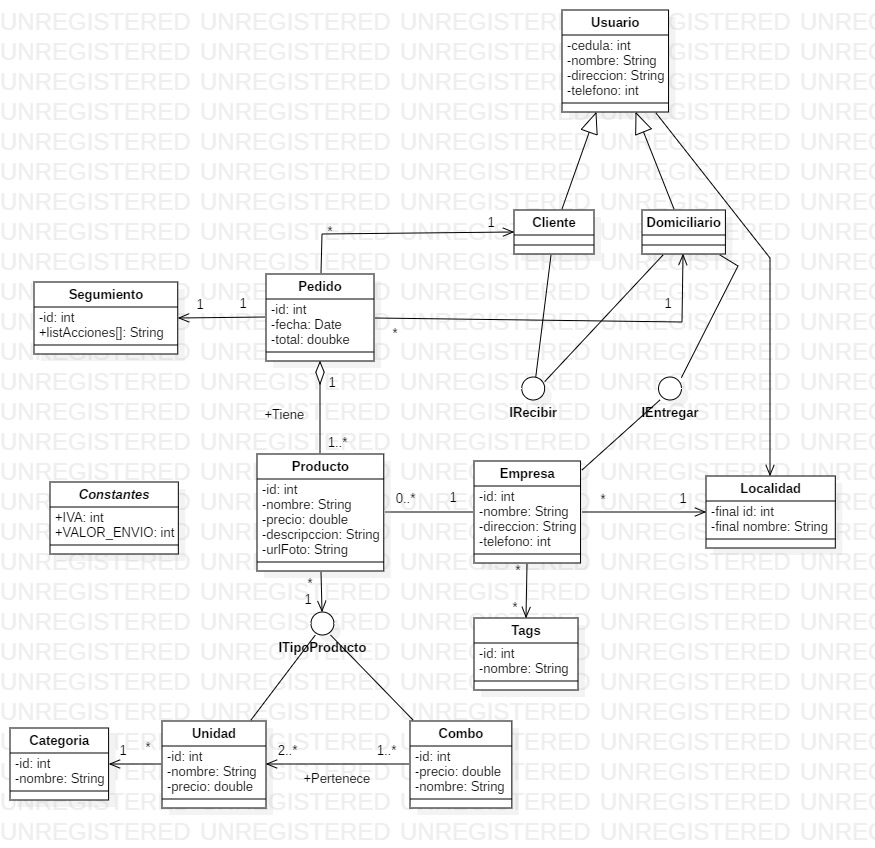 Usuario
-cedula: int
-nombre: String
-direccion: String
-telefono: int
Cliente
Domiciliario
*
1
Pedido
-id: int
-fecha: Date
-total: doubke
Segumiento
-id: int
+listAcciones[]: String
1
1
1
*
1
+Tiene
1..*
IRecibir
IEntregar
Producto
-id: int
-nombre: String
-precio: double
-descripccion: String
-urlFoto: String
Empresa
-id: int
-nombre: String
-direccion: String
-telefono: int
Localidad
-final id: int
-final nombre: String
Constantes
+IVA: int
+VALOR_ENVIO: int
0..*
1
*
1
*
1
*
*
ITipoProducto
Tags
-id: int
-nombre: String
Categoria
-id: int
-nombre: String
1
*
Unidad
-id: int
-nombre: String
-precio: double
2..*
1..*
+Pertenece
Combo
-id: int
-precio: double
-nombre: String
UNREGISTERED